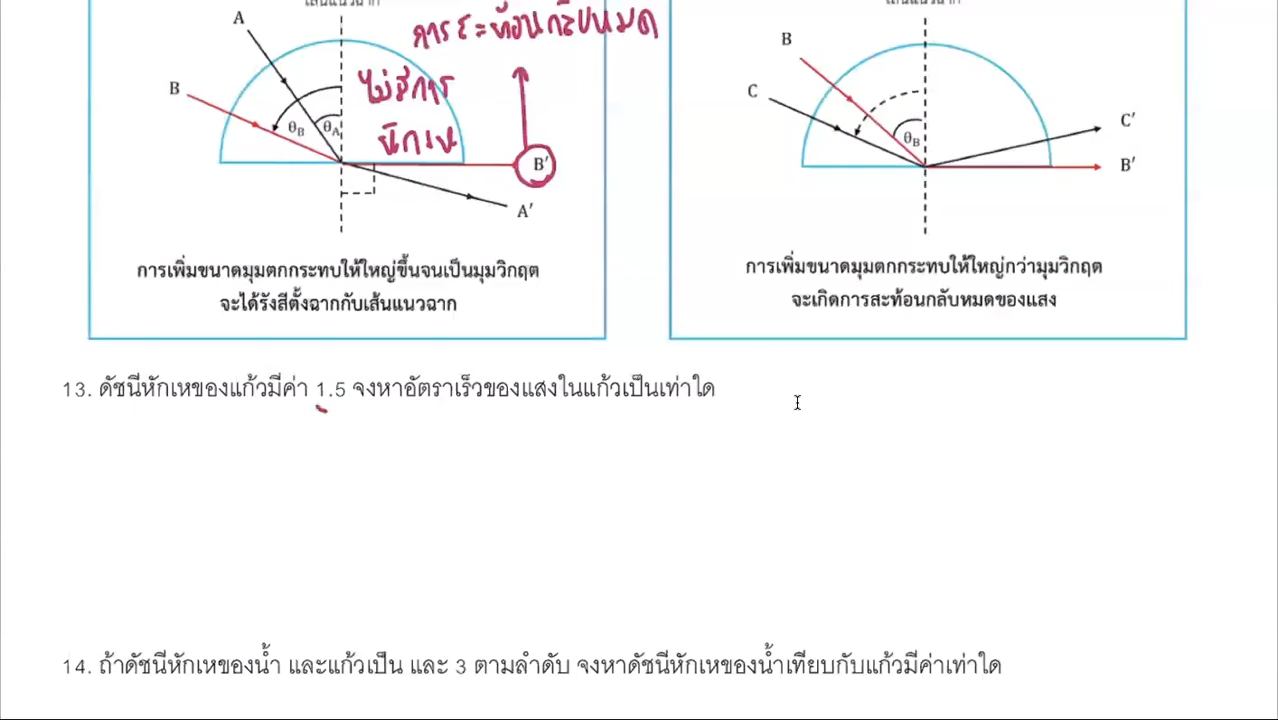 A
การสะท้อนกลับหมด
B
ไม่มีการ
หักเห
θB
θA
B′
A′
การเพิ่มขนาดมุมตกกระทบให้ใหญ่ขึ้นจนเป็นมุมวิกฤต
จะได้รังสีตั้งฉากกับเส้นแนวฉาก
B
C
θB
C′
B′
การเพิ่มขนาดมุมตกกระทบให้ใหญ่กว่ามุมวิกฤต
จะเกิดการสะท้อนกลับหมดของแสง
13. ดัชนีหักเหของแก้วมีค่า 1.5 จงหาอัตราเร็วของแสงในแก้วเป็นเท่าใด
14. ถ้าดัชนีหักเหของน้ำ และแก้วเป็น และ 3 ตามลำดับ จงหาดัชนีหักเหของน้ำเทียบกับแก้วมีค่าเท่าใด